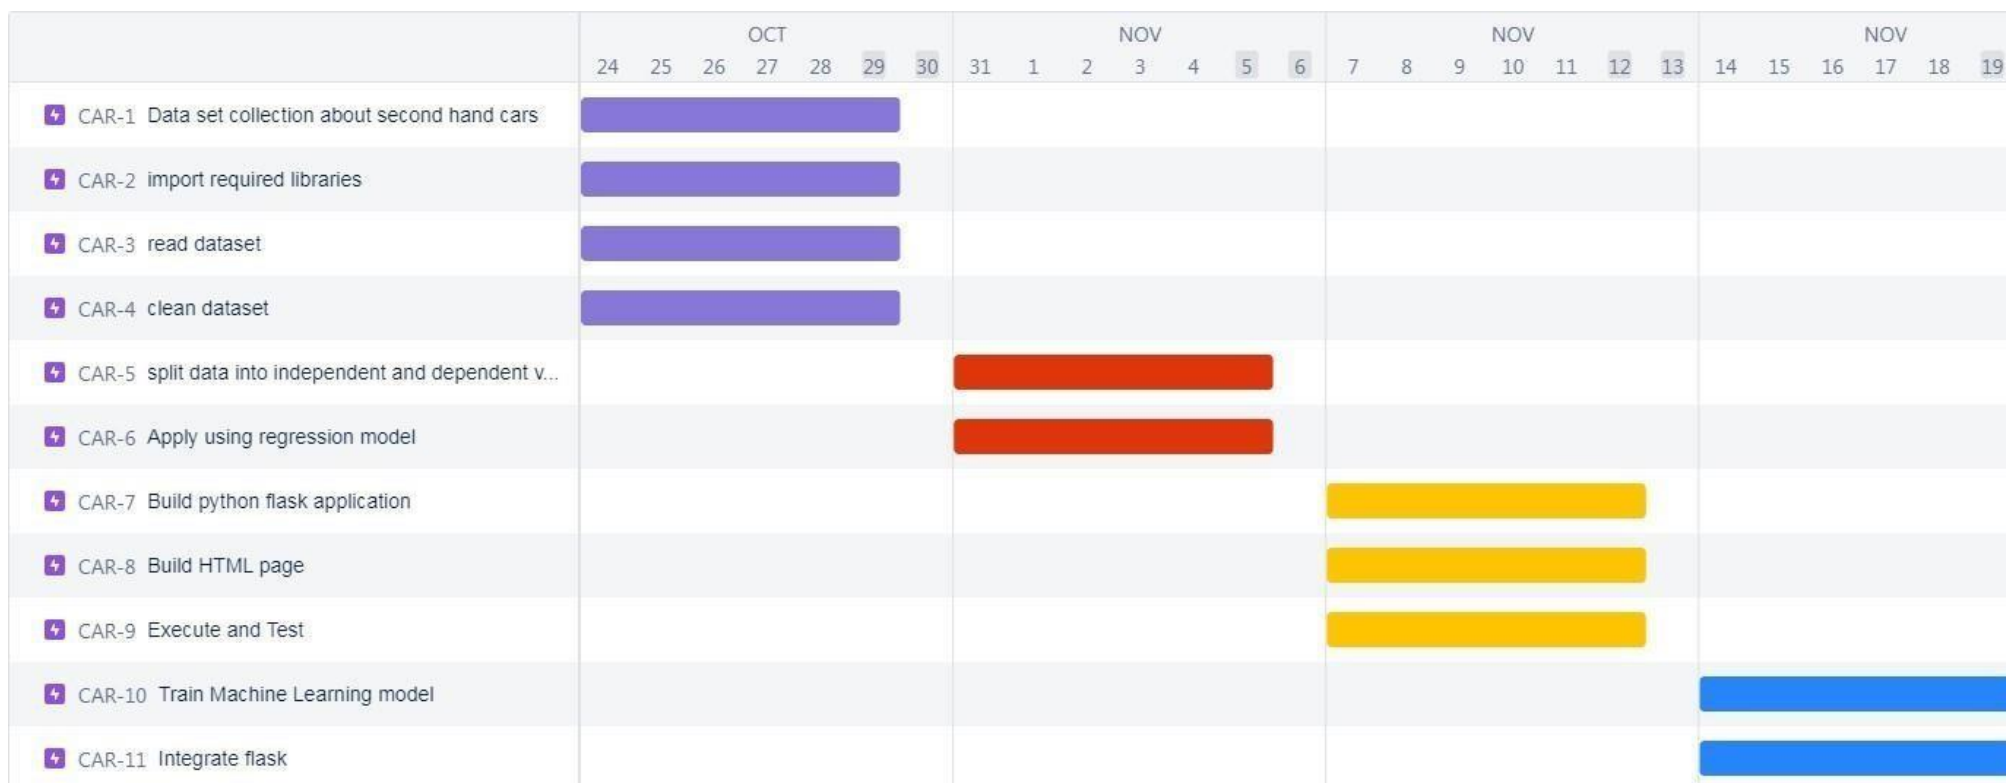 OCT NOV NOV NOV
24 25 26 27 28 29 30 31 1 2 3 4 5 6 7 8 9 10 11 12 13 14 15 16 17 18 19
CAR-1 Data set collection about second hand cars
CAR-2 import required libraries
CAR-3 read dataset
CAR-4 clean dataset
CAR-5 split data into independent and dependent v...
CAR-6 Apply using regression model
CAR-7 Build python flask application
CAR-8 Build HTML page
CAR-9 Execute and Test
CAR-10 Train Machine Learning model
CAR-11 Integrate flask